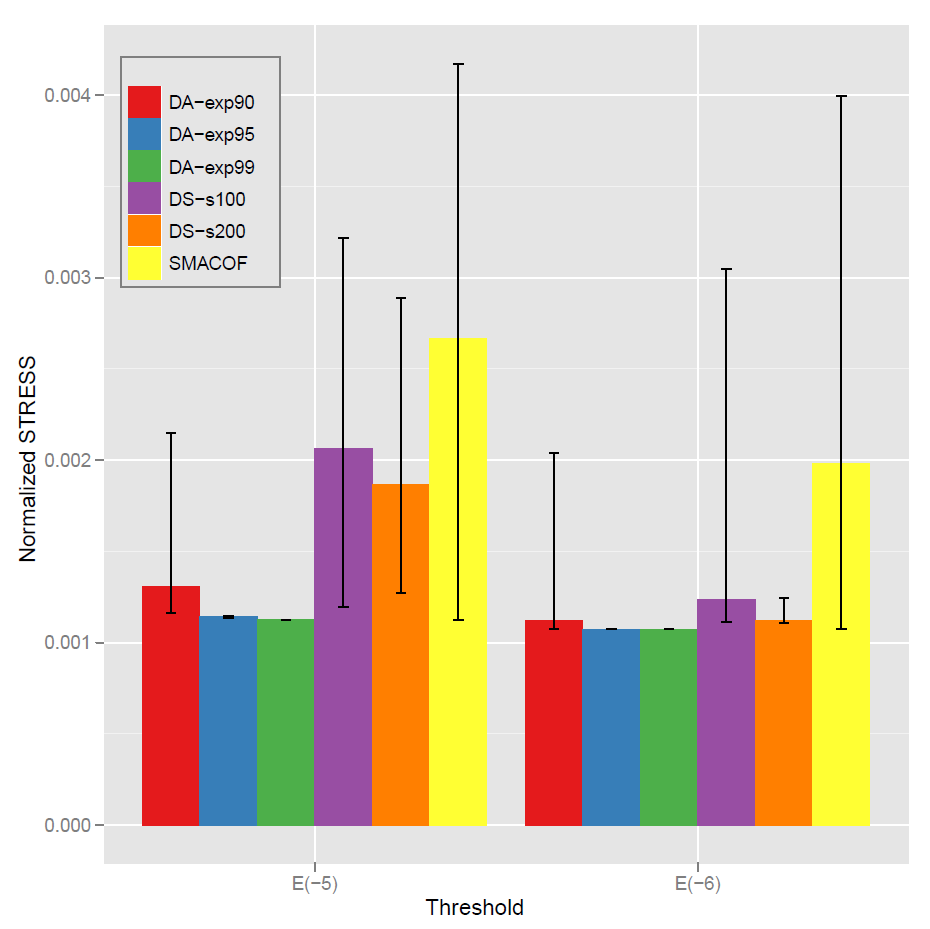 0.004
0.003
0.002
0.001
0.000
Normalized STRESS
DA−exp90
DA−exp95
DA−exp99
DS−s100
DS−s200
SMACOF
E(−5)
E(−6)
Threshold